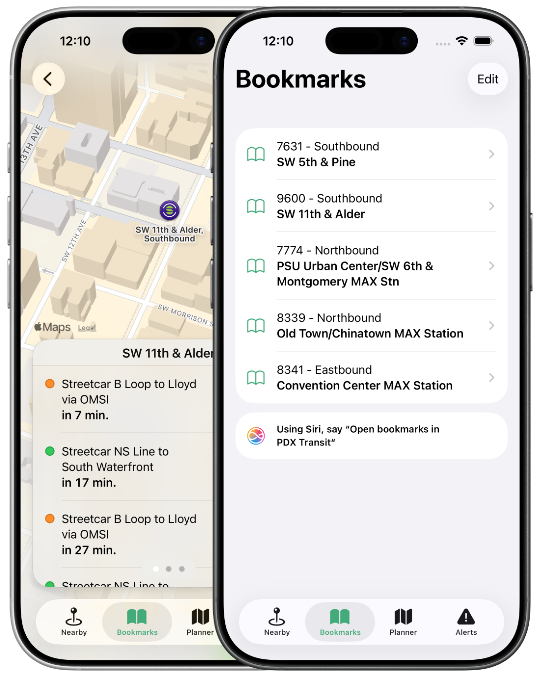 12:10
13TH AVE
SW 11th & Alder,
Southbound
SW 12TH AVE
SW MORRISON S
Maps
Legal
SW 11th & Alder
Streetcar B Loop to Lloyd
via OMSI
in 7 min.
Streetcar NS Line to
South Waterfront
in 17 min.
Streetcar B Loop to Lloyd
via OMSI
in 27 min.
Streetcar NS Line to
Nearby
Bookmarks
Planner
12:10
Edit
Bookmarks
7631 - Southbound
SW 5th & Pine
9600 - Southbound
SW 11th & Alder
7774 - Northbound
PSU Urban Center/SW 6th &
Montgomery MAX Stn
8339 - Northbound
Old Town/Chinatown MAX Station
8341 - Eastbound
Convention Center MAX Station
Using Siri, say “Open bookmarks in
PDX Transit“
Nearby
Bookmarks
Planner
Alerts